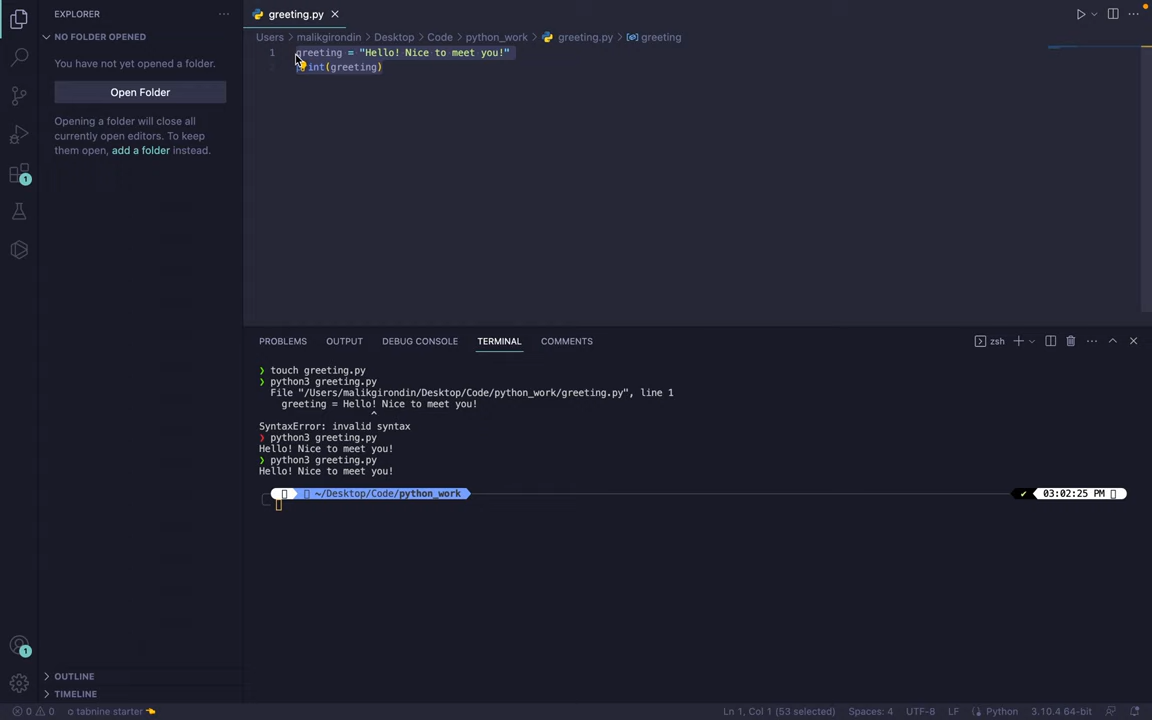 EXPLORER
NO FOLDER OPENED
You have not yet opened a folder.
Open Folder
Opening a folder will close all
currently open editors. To keep
them open, add a folder instead.
1
OUTLINE
TIMELINE
1
0 0 tabnine starter
greeting.py
Users > malikgirondin > Desktop > Code > python_work > greeting.py > greeting
1 greeting = "Hello! Nice to meet you!"
2 print(greeting)
PROBLEMS OUTPUT DEBUG CONSOLE TERMINAL COMMENTS
zsh
❯ touch greeting.py
❯ python3 greeting.py
File "/Users/malikgirondin/Desktop/Code/python_work/greeting.py", line 1
greeting = Hello! Nice to meet you!
^
SyntaxError: invalid syntax
❯ python3 greeting.py
Hello! Nice to meet you!
❯ python3 greeting.py
Hello! Nice to meet you!
~/Desktop/Code/python_work ✔ 03:02:25 PM
Ln 1, Col 1 (53 selected) Spaces: 4 UTF-8 LF Python 3.10.4 64-bit